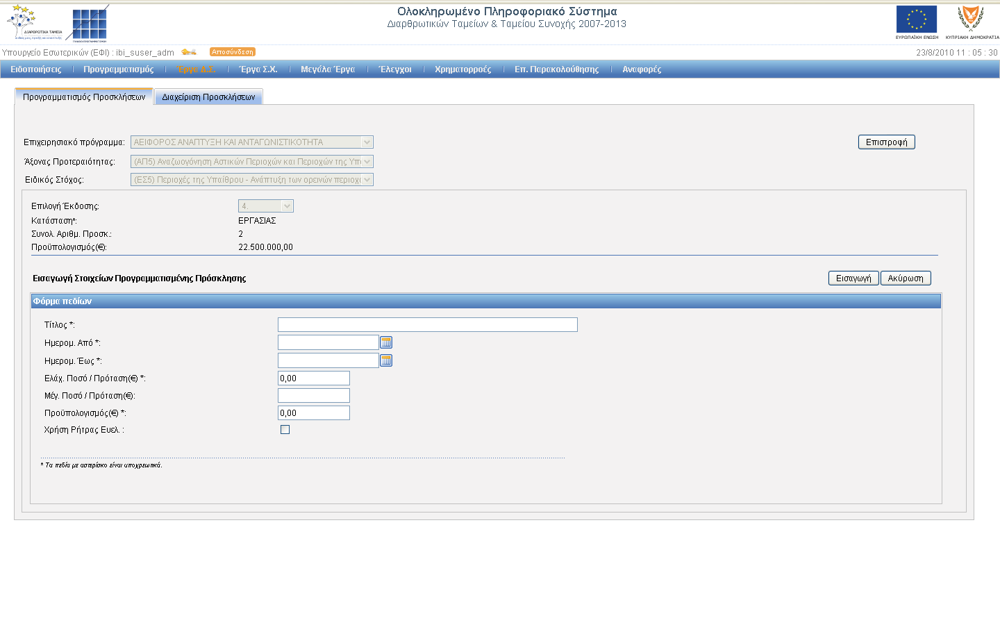 Ολοκληρωμένο Πληροφοριακό Σύστημα
Διαρθρωτικών Ταμείων & Ταμείου Συνοχής 2007-2013
ΔΙΑΡΘΡΩΤΙΚΑ ΤΑΜΕΙΑ
ΕΥΡΩΠΑΪΚΗ ΕΝΩΣΗ
ΚΥΠΡΙΑΚΗ ΔΗΜΟΚΡΑΤΙΑ
Υπουργείο Εσωτερικών (ΕΦΙ) : ibi_suser_adm
Αποσύνδεση
23/8/2010 11 : 05 : 30
Ειδοποιήσεις
Προγραμματισμός
Έργα Δ.Σ.
Έργα Σ.Χ.
Μεγάλα Έργα
Έλεγχοι
Χρηματορροές
Επ. Παρακολούθησης
Αναφορές
Προγραμματισμός Προσκλήσεων
Διαχείριση Προσκλήσεων
Επιχειρησιακό πρόγραμμα:
ΑΕΙΦΟΡΟΣ ΑΝΑΠΤΥΞΗ ΚΑΙ ΑΝΤΑΓΩΝΙΣΤΙΚΟΤΗΤΑ
Επιστροφή
Άξονας Προτεραιότητας:
(ΑΠ5) Αναζωογόνηση Αστικών Περιοχών και Περιοχών της Υπ
Ειδικός Στόχος:
(ΕΣ5) Περιοχές της Υπαίθρου - Ανάπτυξη των ορεινών περιοχ
Επιλογή Έκδοσης:
4.
Κατάσταση*:
ΕΡΓΑΣΙΑΣ
Συνολ. Αριθμ. Προσκ.:
2
Προϋπολογισμός(€):
22.500.000,00
Εισαγωγή Στοιχείων Προγραμματισμένης Πρόσκλησης
Εισαγωγή
Ακύρωση
Φόρμα πεδίων
Τίτλος *:
Ημερομ. Από *:
Ημερομ. Έως *:
Ελάχ. Ποσό / Πρόταση(€) *:
0,00
Μέγ. Ποσό / Πρόταση(€):
Προϋπολογισμός(€) *:
0,00
Χρήση Ρήτρας Ευελ. :
* Τα πεδία με αστερίσκο είναι υποχρεωτικά.